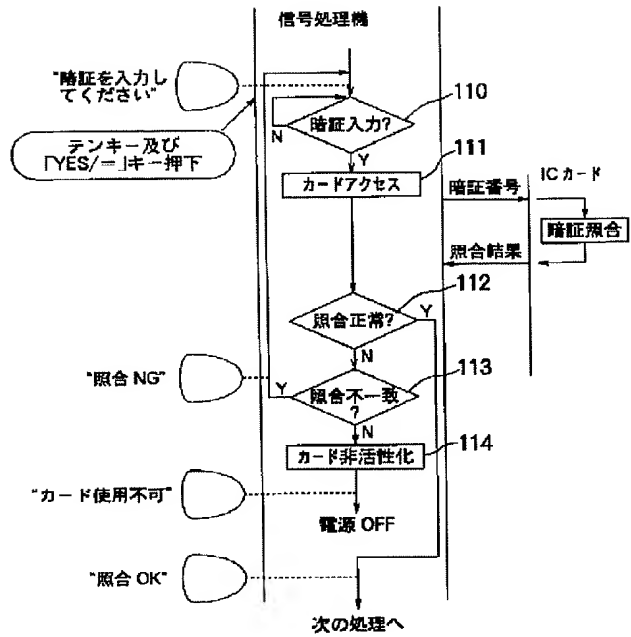 信号処理機
“暗証を入力し
てください”
110
暗証入力?
N
Y
テンキー及び
「YES/=」キー押下
111
カードアクセス
暗証番号
ICカード
暗証照合
照合結果
112
照合正常?
Y
N
113
“照合 NG”
Y
照合不一致
?
N
カード非活性化
114
“カード使用不可”
電源 OFF
“照合 OK”
次の処理へ